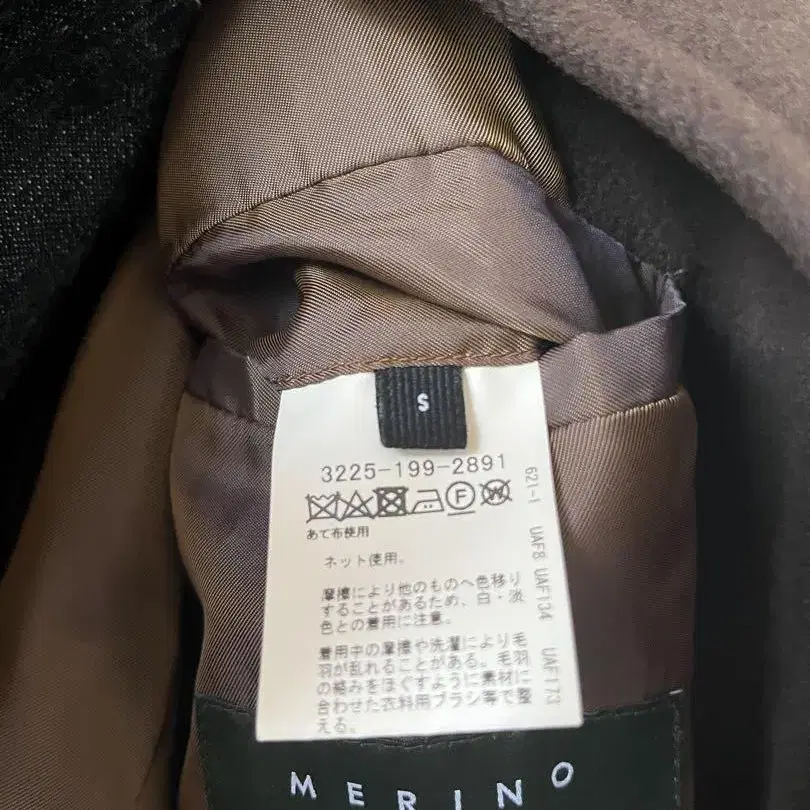 S
3225-199-2891
F W
あて布使用
ネット使用。
摩擦により他のものへ色移り
することがあるため、白・淡
色との着用に注意。
着用中の摩擦や洗濯により毛
羽が乱れることがある。毛羽
の絡みをほぐすように素材に
合わせた衣料用ブラシ等で整
える。
621-1 UAF8 UAF134 UAF173
MERINO